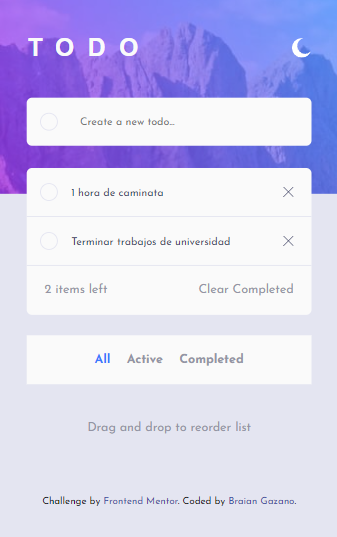 TODO
Create a new todo...
1 hora de caminata
Terminar trabajos de universidad
2 items left Clear Completed
All Active Completed
Drag and drop to reorder list
Challenge by Frontend Mentor. Coded by Braian Gazano.